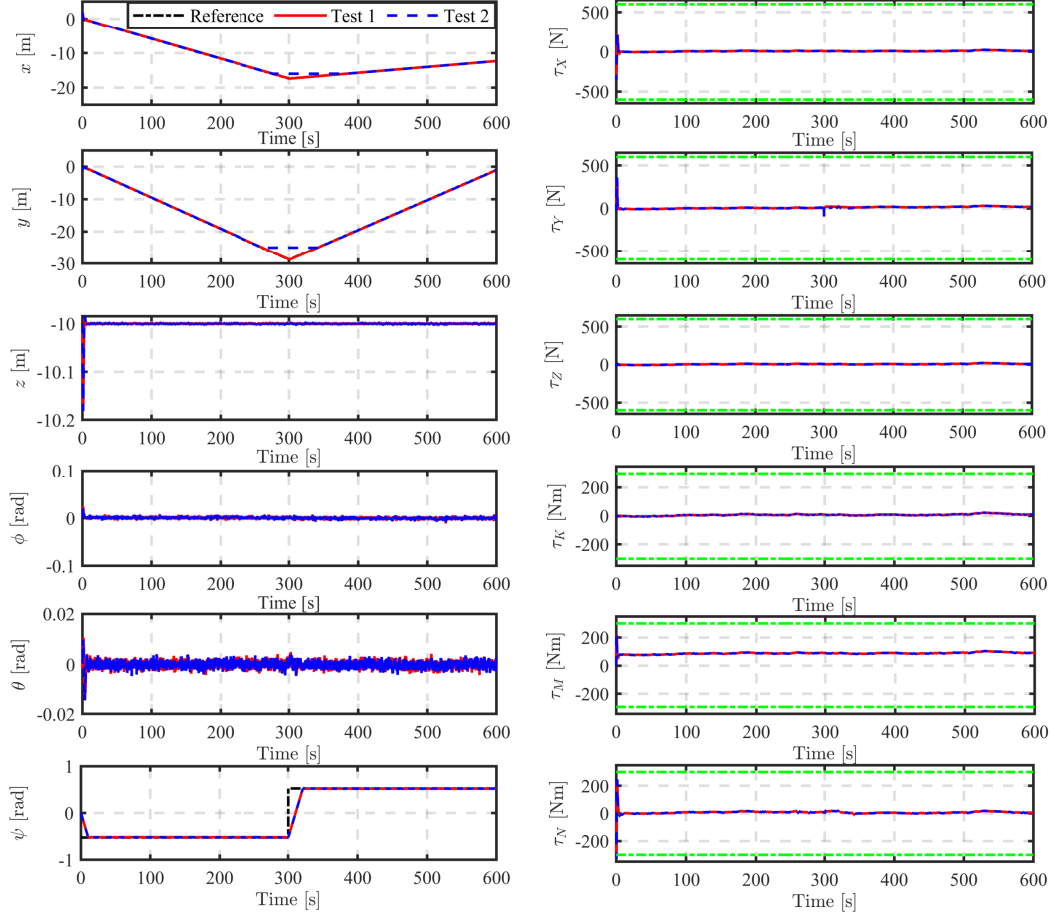 Reference Test 1 Test 2
0
-10
-20
x [m]
0 100 200 300 400 500 600
Time [s]
0
-10
-20
-30
y [m]
0 100 200 300 400 500 600
Time [s]
-10
-10.1
-10.2
z [m]
0 100 200 300 400 500 600
Time [s]
0.1
0
-0.1
ϕ [rad]
0 100 200 300 400 500 600
Time [s]
0.02
0
-0.02
θ [rad]
0 100 200 300 400 500 600
Time [s]
1
0
-1
ψ [rad]
0 100 200 300 400 500 600
Time [s]
500
0
-500
τX [N]
0 100 200 300 400 500 600
Time [s]
500
0
-500
τY [N]
0 100 200 300 400 500 600
Time [s]
500
0
-500
τZ [N]
0 100 200 300 400 500 600
Time [s]
200
0
-200
τK [Nm]
0 100 200 300 400 500 600
Time [s]
200
0
-200
τM [Nm]
0 100 200 300 400 500 600
Time [s]
200
0
-200
τN [Nm]
0 100 200 300 400 500 600
Time [s]